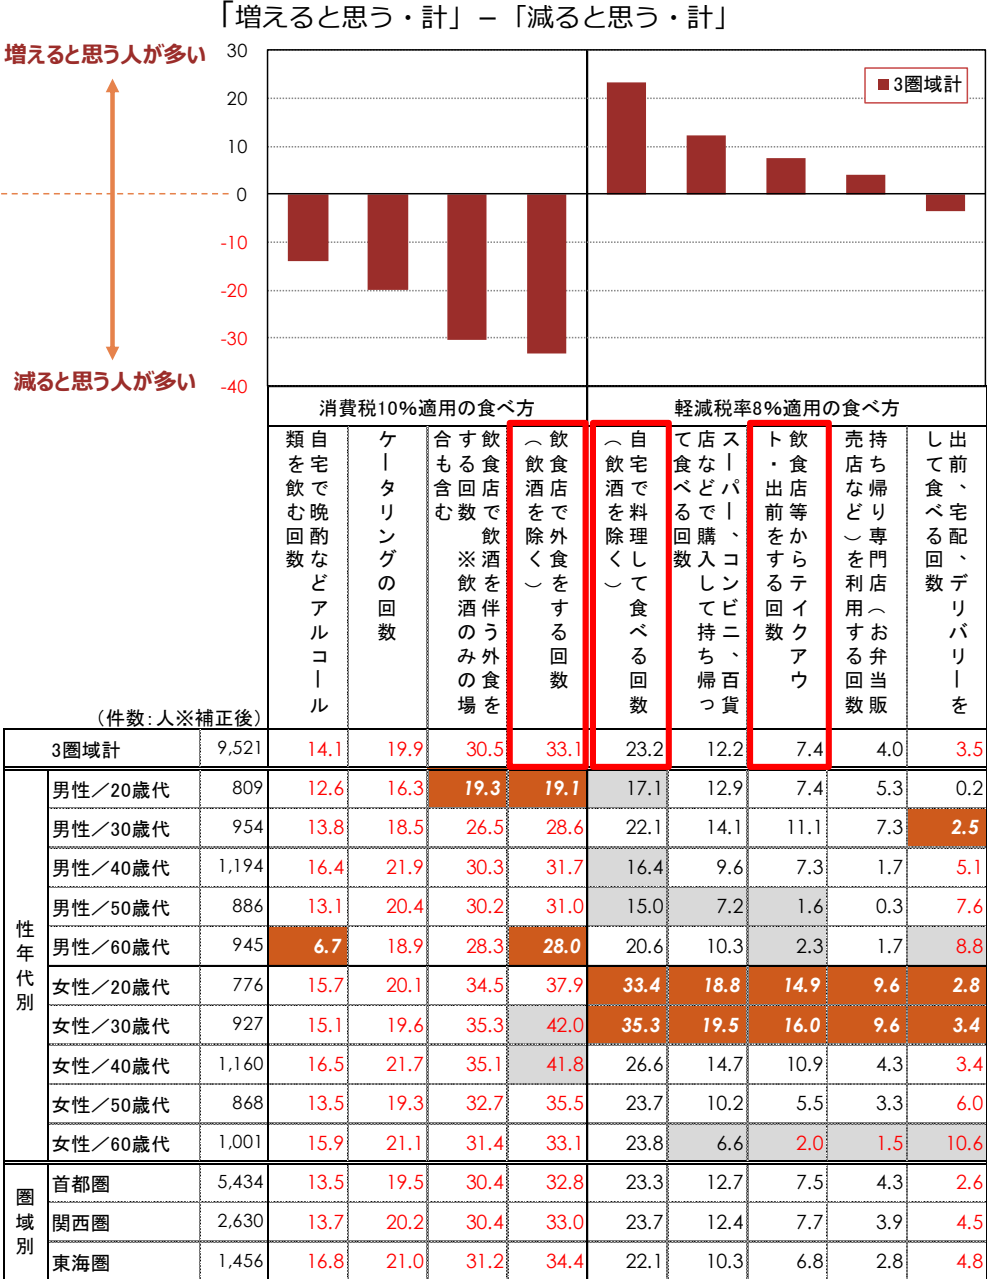 「増えると思う・計」－「減ると思う・計」
増えると思う人が多い
減ると思う人が多い
30
20
10
0
-10
-20
-30
-40
■3圏域計
消費税10%適用の食べ方
軽減税率8%適用の食べ方
自宅で晩酌などアルコール
類を飲む回数
ケータリングの回数
飲食店で飲酒を伴う外食を
する回数 ※飲酒のみの場
合も含む
飲食店で外食をする回数
（飲酒を除く）
自宅で料理して食べる回数
（飲酒を除く）
スーパー、コンビニ、百貨
店などで購入して持ち帰っ
て食べる回数
飲食店等からテイクアウ
ト・出前をする回数
持ち帰り専門店（お弁当販
売店など）を利用する回数
出前、宅配、デリバリーを
して食べる回数
（件数：人※補正後）
3圏域計 9,521 14.1 19.9 30.5 33.1 23.2 12.2 7.4 4.0 3.5
性年代別
男性／20歳代 809 12.6 16.3 19.3 19.1 17.1 12.9 7.4 5.3 0.2
男性／30歳代 954 13.8 18.5 26.5 28.6 22.1 14.1 11.1 7.3 2.5
男性／40歳代 1,194 16.4 21.9 30.3 31.7 16.4 9.6 7.3 1.7 5.1
男性／50歳代 886 13.1 20.4 30.2 31.0 15.0 7.2 1.6 0.3 7.6
男性／60歳代 945 6.7 18.9 28.3 28.0 20.6 10.3 2.3 1.7 8.8
女性／20歳代 776 15.7 20.1 34.5 37.9 33.4 18.8 14.9 9.6 2.8
女性／30歳代 927 15.1 19.6 35.3 42.0 35.3 19.5 16.0 9.6 3.4
女性／40歳代 1,160 16.5 21.7 35.1 41.8 26.6 14.7 10.9 4.3 3.4
女性／50歳代 868 13.5 19.3 32.7 35.5 23.7 10.2 5.5 3.3 6.0
女性／60歳代 1,001 15.9 21.1 31.4 33.1 23.8 6.6 2.0 1.5 10.6
圏域別
首都圏 5,434 13.5 19.5 30.4 32.8 23.3 12.7 7.5 4.3 2.6
関西圏 2,630 13.7 20.2 30.4 33.0 23.7 12.4 7.7 3.9 4.5
東海圏 1,456 16.8 21.0 31.2 34.4 22.1 10.3 6.8 2.8 4.8